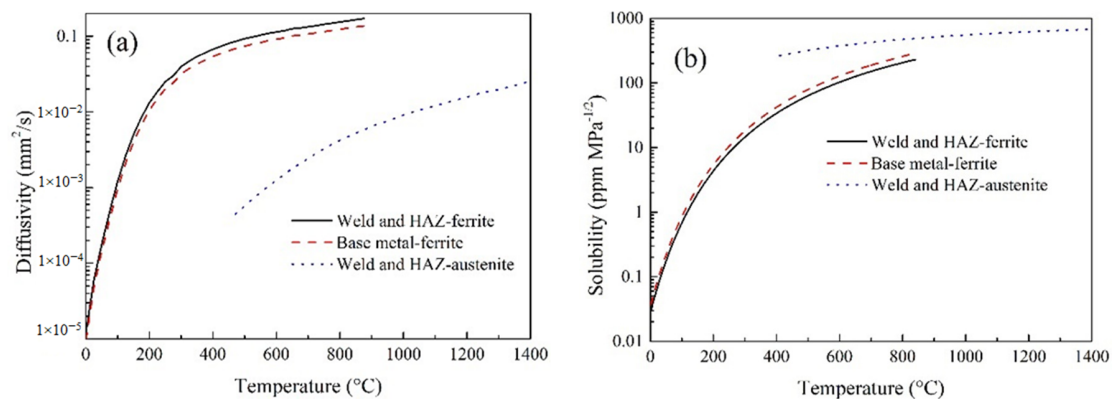 (a)
Diffusivity (mm²/s)
0.1
1×10⁻²
1×10⁻³
1×10⁻⁴
1×10⁻⁵
Weld and HAZ-ferrite
Base metal-ferrite
Weld and HAZ-austenite
0 200 400 600 800 1000 1200 1400
Temperature (°C)
(b)
Solubility (ppm MPa⁻¹ᐟ²)
1000
100
10
1
0.1
0.01
Weld and HAZ-ferrite
Base metal-ferrite
Weld and HAZ-austenite
0 200 400 600 800 1000 1200 1400
Temperature (°C)